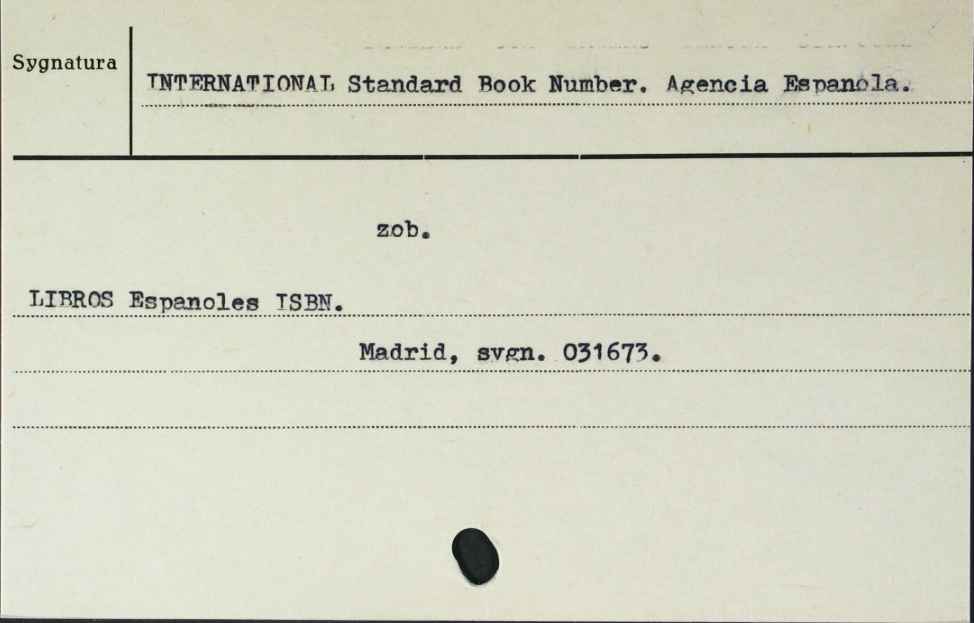 Sygnatura
INTERNATIONAL Standard Book Number. Agencia Espanola.
zob.
LIBROS Espanoles ISBN.
Madrid, sygn. 031673.